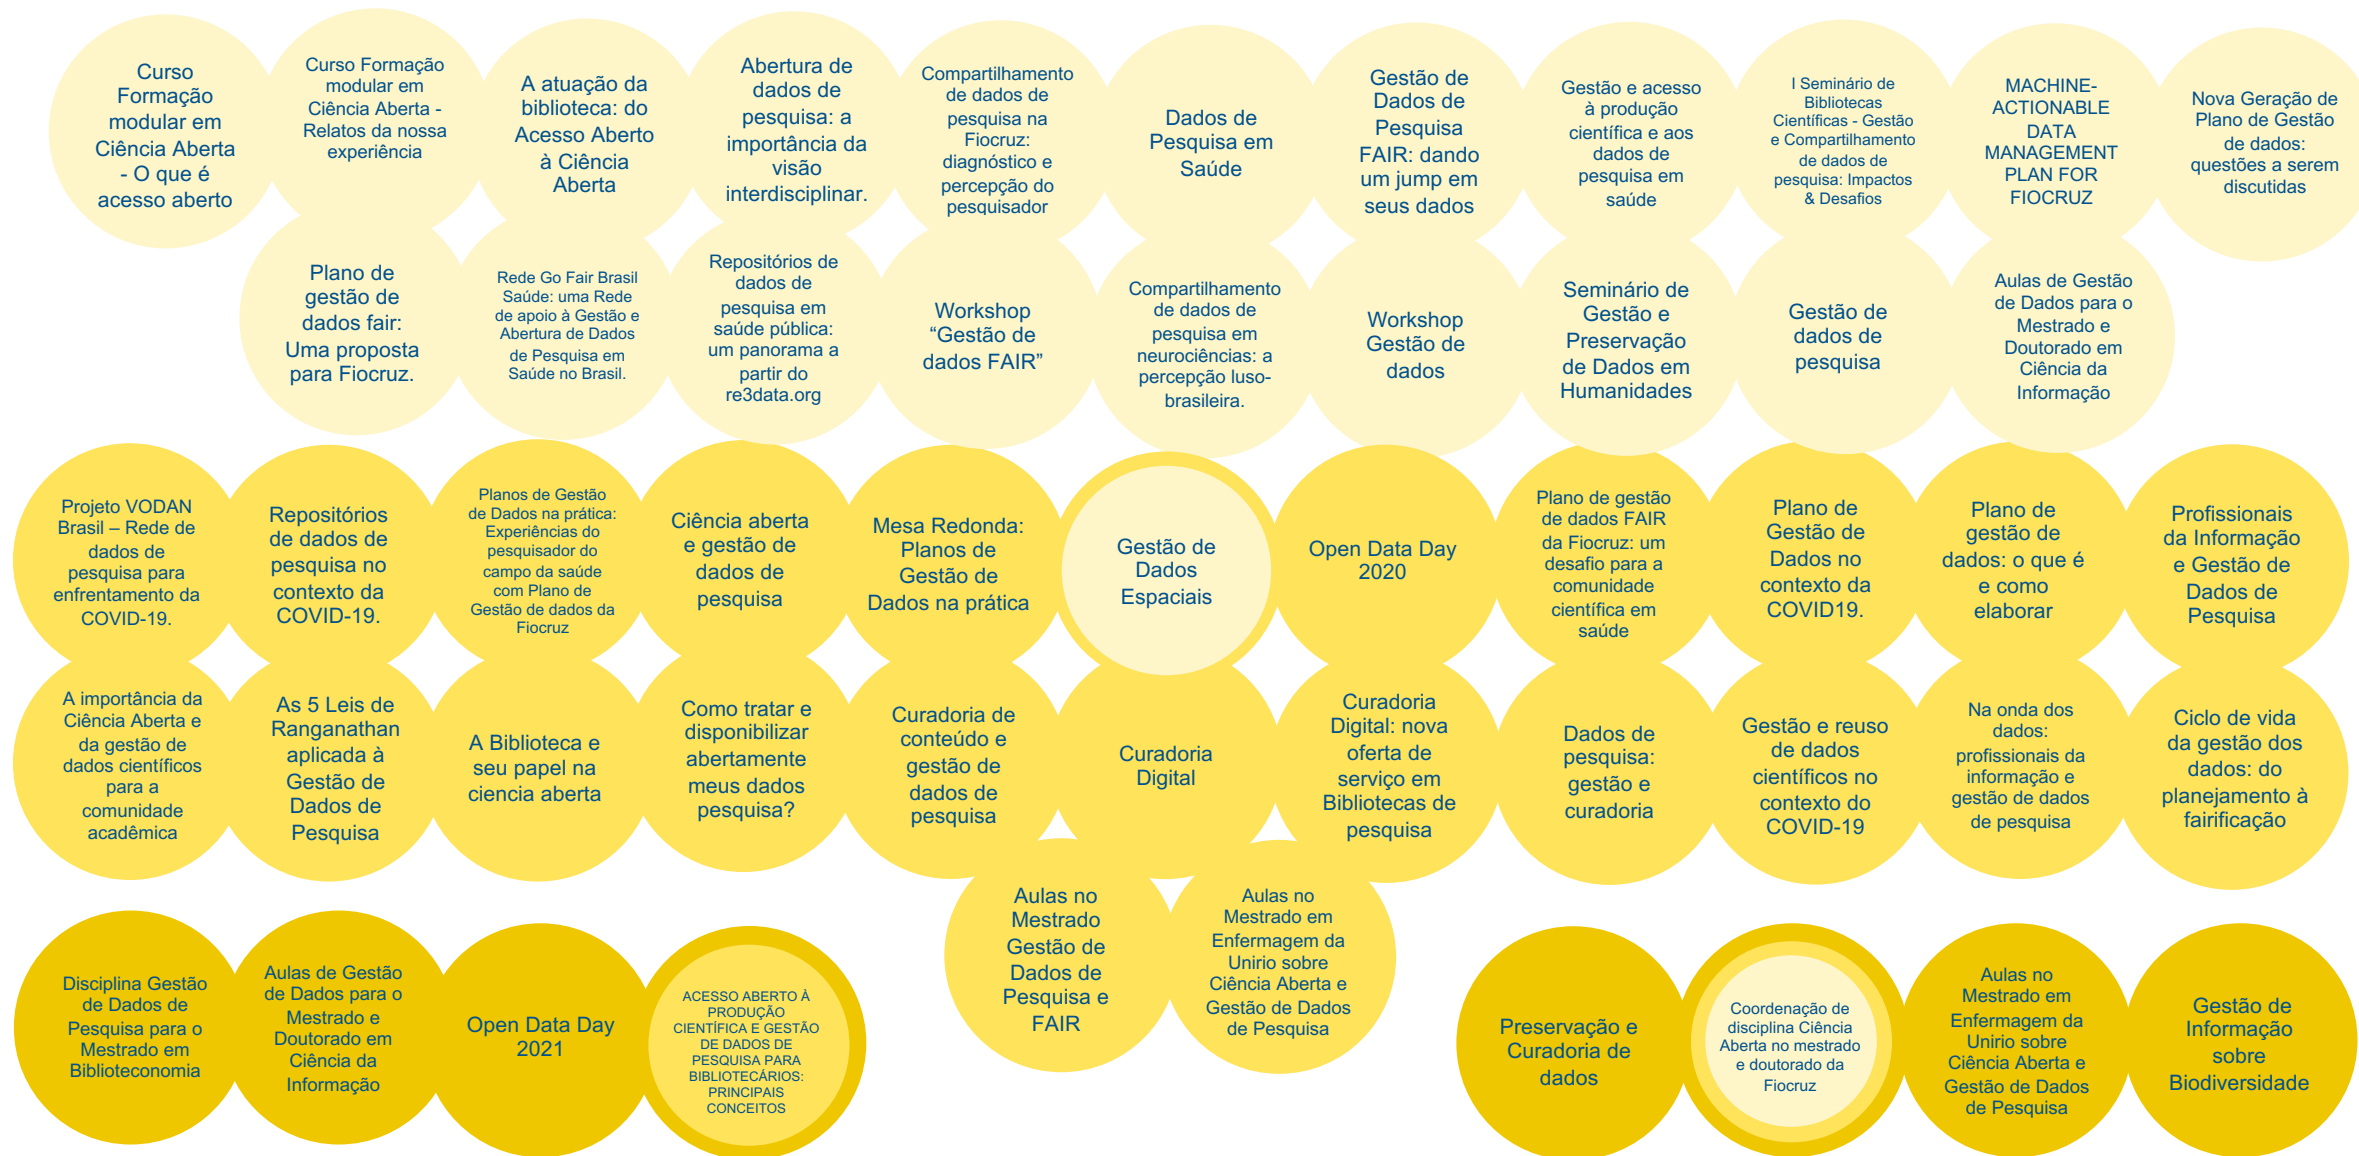 Curso
Formação
modular em
Ciência Aberta
- O que é
acesso aberto
Curso Formação
modular em
Ciência Aberta -
Relatos da nossa
experiência
A atuação da
biblioteca: do
Acesso Aberto
à Ciência
Aberta
Abertura de
dados de
pesquisa: a
importância da
visão
interdisciplinar.
Compartilhamento
de dados de
pesquisa na
Fiocruz:
diagnóstico e
percepção do
pesquisador
Dados de
Pesquisa em
Saúde
Gestão de
Dados de
Pesquisa
FAIR: dando
um jump em
seus dados
Gestão e acesso
à produção
científica e aos
dados de
pesquisa em
saúde
I Seminário de
Bibliotecas
Científicas - Gestão
e Compartilhamento
de dados de
pesquisa: Impactos
& Desafios
MACHINE-
ACTIONABLE
DATA
MANAGEMENT
PLAN FOR
FIOCRUZ
Nova Geração de
Plano de Gestão
de dados:
questões a serem
discutidas
Plano de
gestão de
dados fair:
Uma proposta
para Fiocruz.
Rede Go Fair Brasil
Saúde: uma Rede
de apoio à Gestão e
Abertura de Dados
de Pesquisa em
Saúde no Brasil.
Repositórios de
dados de
pesquisa em
saúde pública:
um panorama a
partir do
re3data.org
Workshop
“Gestão de
dados FAIR”
Compartilhamento
de dados de
pesquisa em
neurociências: a
percepção luso-
brasileira.
Workshop
Gestão de
dados
Seminário de
Gestão e
Preservação
de Dados em
Humanidades
Gestão de
dados de
pesquisa
Aulas de Gestão
de Dados para o
Mestrado e
Doutorado em
Ciência da
Informação
Projeto VODAN
Brasil – Rede de
dados de
pesquisa para
enfrentamento da
COVID-19.
Repositórios
de dados de
pesquisa no
contexto da
COVID-19.
Planos de Gestão
de Dados na prática:
Experiências do
pesquisador do
campo da saúde
com Plano de
Gestão de dados da
Fiocruz
Ciência aberta
e gestão de
dados de
pesquisa
Mesa Redonda:
Planos de
Gestão de
Dados na prática
Gestão de
Dados
Espaciais
Open Data Day
2020
Plano de gestão
de dados FAIR
da Fiocruz: um
desafio para a
comunidade
científica em
saúde
Plano de
Gestão de
Dados no
contexto da
COVID19.
Plano de
gestão de
dados: o que é
e como
elaborar
Profissionais
da Informação
e Gestão de
Dados de
Pesquisa
A importância da
Ciência Aberta e
da gestão de
dados científicos
para a
comunidade
acadêmica
As 5 Leis de
Ranganathan
aplicada à
Gestão de
Dados de
Pesquisa
A Biblioteca e
seu papel na
ciencia aberta
Como tratar e
disponibilizar
abertamente
meus dados
pesquisa?
Curadoria de
conteúdo e
gestão de
dados de
pesquisa
Curadoria
Digital
Curadoria
Digital: nova
oferta de
serviço em
Bibliotecas de
pesquisa
Dados de
pesquisa:
gestão e
curadoria
Gestão e reuso
de dados
científicos no
contexto do
COVID-19
Na onda dos
dados:
profissionais da
informação e
gestão de dados
de pesquisa
Ciclo de vida
da gestão dos
dados: do
planejamento à
fairificação
Aulas no
Mestrado
Gestão de
Dados de
Pesquisa e
FAIR
Aulas no
Mestrado em
Enfermagem da
Unirio sobre
Ciência Aberta e
Gestão de Dados
de Pesquisa
Disciplina Gestão
de Dados de
Pesquisa para o
Mestrado em
Biblioteconomia
Aulas de Gestão
de Dados para o
Mestrado e
Doutorado em
Ciência da
Informação
Open Data Day
2021
ACESSO ABERTO À
PRODUÇÃO
CIENTÍFICA E GESTÃO
DE DADOS DE
PESQUISA PARA
BIBLIOTECÁRIOS:
PRINCIPAIS
CONCEITOS
Preservação e
Curadoria de
dados
Coordenação de
disciplina Ciência
Aberta no mestrado
e doutorado da
Fiocruz
Aulas no
Mestrado em
Enfermagem da
Unirio sobre
Ciência Aberta e
Gestão de Dados
de Pesquisa
Gestão de
Informação
sobre
Biodiversidade